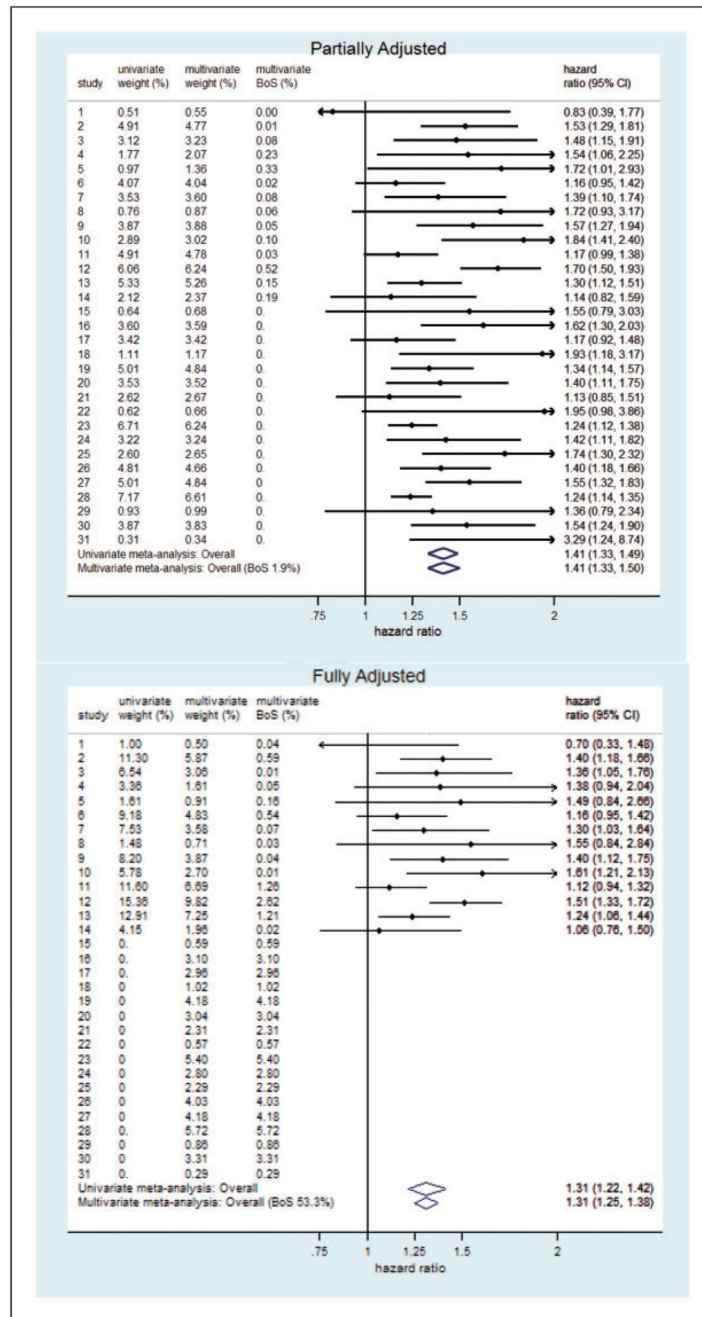 Partially Adjusted
univariate multivariate multivariate hazard
study weight (%) weight (%) BoS (%) ratio (95% CI)
1 0.51 0.55 0.00 0.83 (0.39, 1.77)
2 4.91 4.77 0.01 1.53 (1.29, 1.81)
3 3.12 3.23 0.08 1.48 (1.15, 1.91)
4 1.77 2.07 0.23 1.54 (1.06, 2.25)
5 0.97 1.36 0.33 1.72 (1.01, 2.93)
6 4.07 4.04 0.02 1.16 (0.95, 1.42)
7 3.53 3.60 0.08 1.39 (1.10, 1.74)
8 0.76 0.87 0.06 1.72 (0.93, 3.17)
9 3.87 3.88 0.05 1.57 (1.27, 1.94)
10 2.89 3.02 0.10 1.84 (1.41, 2.40)
11 4.91 4.78 0.03 1.17 (0.99, 1.38)
12 6.06 6.24 0.52 1.70 (1.50, 1.93)
13 5.33 5.26 0.15 1.30 (1.12, 1.51)
14 2.12 2.37 0.19 1.14 (0.82, 1.59)
15 0.64 0.68 0. 1.55 (0.79, 3.03)
16 3.60 3.59 0. 1.62 (1.30, 2.03)
17 3.42 3.42 0. 1.17 (0.92, 1.48)
18 1.11 1.17 0. 1.93 (1.18, 3.17)
19 5.01 4.84 0. 1.34 (1.14, 1.57)
20 3.53 3.52 0. 1.40 (1.11, 1.75)
21 2.62 2.67 0. 1.13 (0.85, 1.51)
22 0.62 0.66 0. 1.95 (0.98, 3.86)
23 6.71 6.24 0. 1.24 (1.12, 1.38)
24 3.22 3.24 0. 1.42 (1.11, 1.82)
25 2.60 2.65 0. 1.74 (1.30, 2.32)
26 4.81 4.66 0. 1.40 (1.18, 1.66)
27 5.01 4.84 0. 1.55 (1.32, 1.83)
28 7.17 6.61 0. 1.24 (1.14, 1.35)
29 0.93 0.99 0. 1.36 (0.79, 2.34)
30 3.87 3.83 0. 1.54 (1.24, 1.90)
31 0.31 0.34 0. 3.29 (1.24, 8.74)
Univariate meta-analysis: Overall 1.41 (1.33, 1.49)
Multivariate meta-analysis: Overall (BoS 1.9%) 1.41 (1.33, 1.50)
.75 1 1.25 1.5 2
hazard ratio
Fully Adjusted
univariate multivariate multivariate hazard
study weight (%) weight (%) BoS (%) ratio (95% CI)
1 1.00 0.50 0.04 0.70 (0.33, 1.48)
2 11.30 5.87 0.59 1.40 (1.18, 1.66)
3 6.54 3.06 0.01 1.36 (1.05, 1.76)
4 3.36 1.61 0.05 1.38 (0.94, 2.04)
5 1.61 0.91 0.16 1.49 (0.84, 2.66)
6 9.18 4.83 0.54 1.16 (0.95, 1.42)
7 7.53 3.58 0.07 1.30 (1.03, 1.64)
8 1.48 0.71 0.03 1.55 (0.84, 2.84)
9 8.20 3.87 0.04 1.40 (1.12, 1.75)
10 5.78 2.70 0.01 1.61 (1.21, 2.13)
11 11.60 6.69 1.26 1.12 (0.94, 1.32)
12 15.36 9.82 2.62 1.51 (1.33, 1.72)
13 12.91 7.25 1.21 1.24 (1.06, 1.44)
14 4.15 1.96 0.02 1.06 (0.76, 1.50)
15 0. 0.59 0.59
16 0. 3.10 3.10
17 0. 2.96 2.96
18 0 1.02 1.02
19 0 4.18 4.18
20 0 3.04 3.04
21 0 2.31 2.31
22 0 0.57 0.57
23 0 5.40 5.40
24 0 2.80 2.80
25 0 2.29 2.29
26 0 4.03 4.03
27 0 4.18 4.18
28 0. 5.72 5.72
29 0 0.86 0.86
30 0 3.31 3.31
31 0. 0.29 0.29
Univariate meta-analysis: Overall 1.31 (1.22, 1.42)
Multivariate meta-analysis: Overall (BoS 53.3%) 1.31 (1.25, 1.38)
.75 1 1.25 1.5 2
hazard ratio